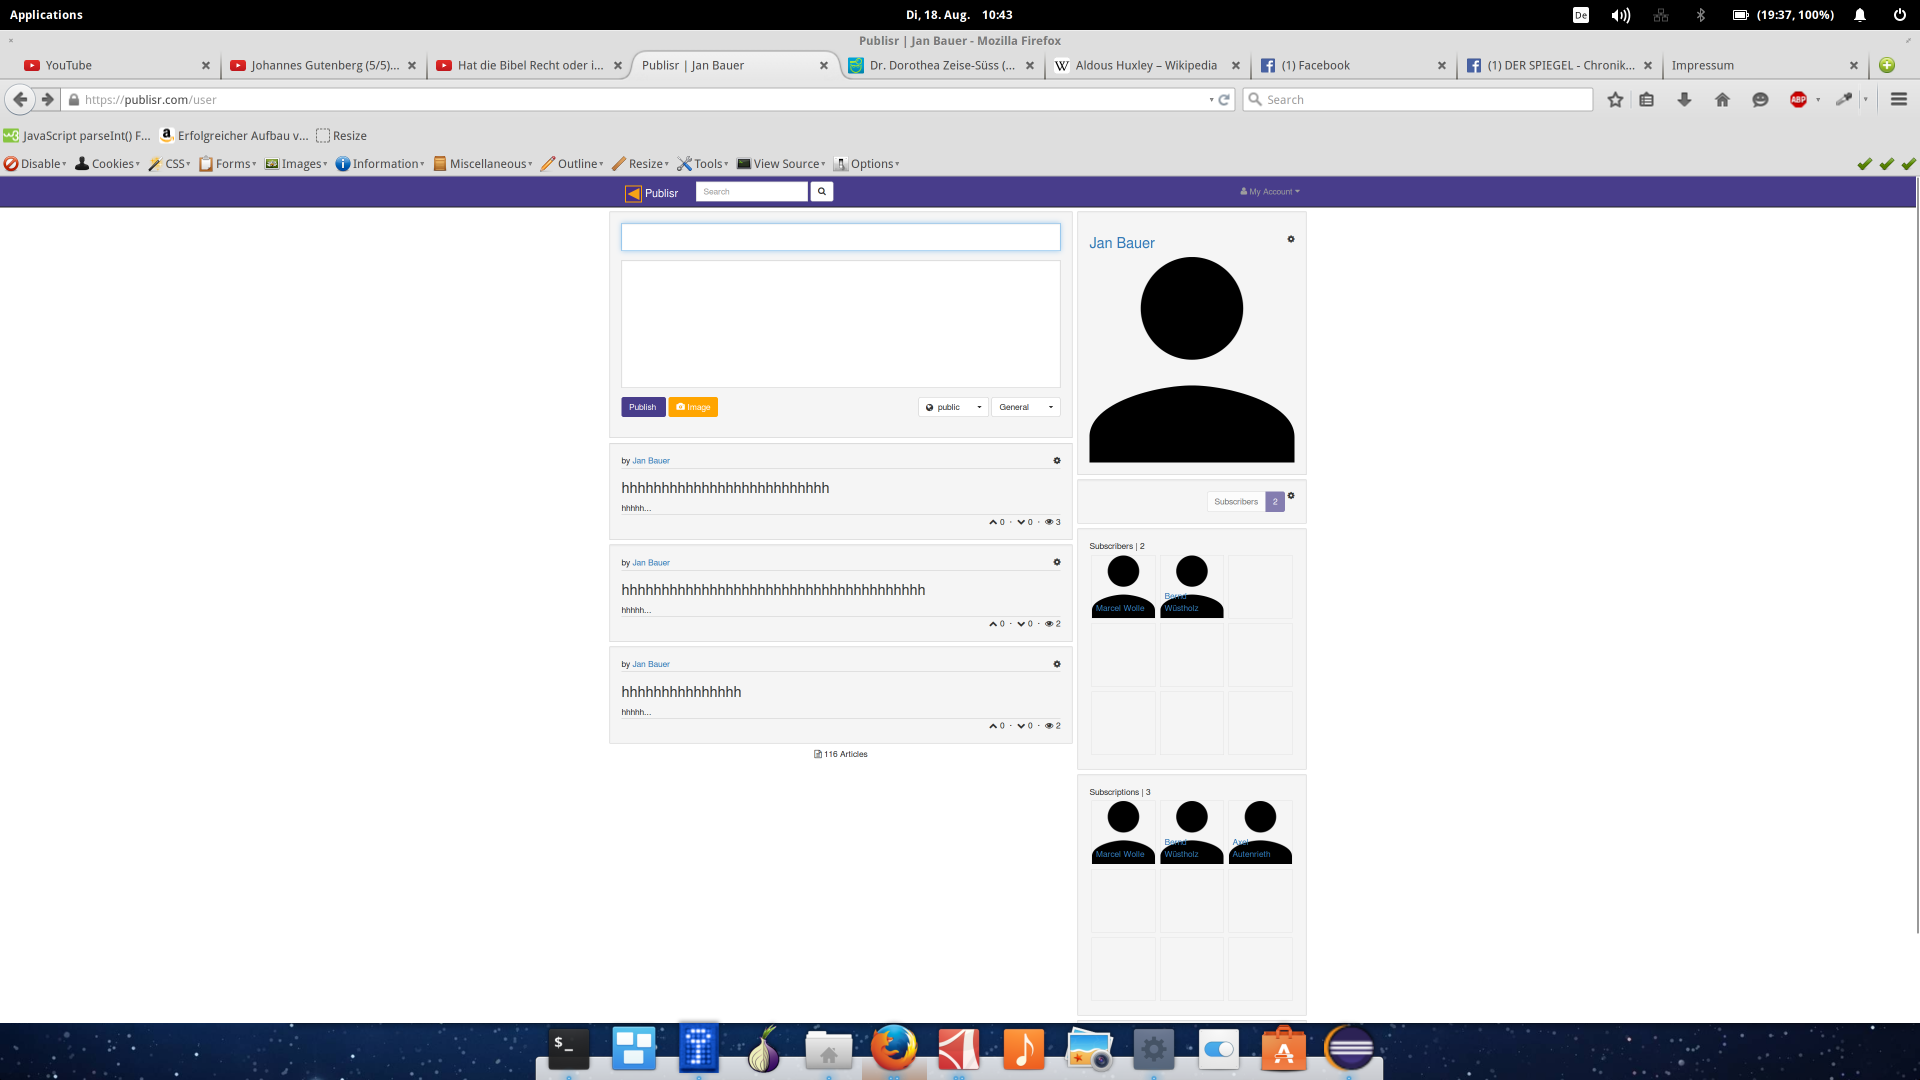 Applications
Di, 18. Aug. 10:43
De
(19:37, 100%)
Publisr | Jan Bauer - Mozilla Firefox
YouTube
Johannes Gutenberg (5/5)...
Hat die Bibel Recht oder i...
Publisr | Jan Bauer
Dr. Dorothea Zeise-Süss (...
W Aldous Huxley – Wikipedia
(1) Facebook
(1) DER SPIEGEL - Chronik...
Impressum
https://publisr.com/user
Search
ABP
JavaScript parseInt() F...
Erfolgreicher Aufbau v...
Resize
Disable
Cookies
CSS
Forms
Images
Information
Miscellaneous
Outline
Resize
Tools
View Source
Options
Publisr
Search
My Account
Publish
Image
public
General
by Jan Bauer
hhhhhhhhhhhhhhhhhhhhhhhhhh
hhhhh...
0 · 0 · 3
by Jan Bauer
hhhhhhhhhhhhhhhhhhhhhhhhhhhhhhhhhhhhhh
hhhhh...
0 · 0 · 2
by Jan Bauer
hhhhhhhhhhhhhhh
hhhhh...
0 · 0 · 2
116 Articles
Jan Bauer
Subscribers 2
Subscribers | 2
Marcel Wolle
Bernd Wüstholz
Subscriptions | 3
Marcel Wolle
Bernd Wüstholz
Axel Autenrieth
$_